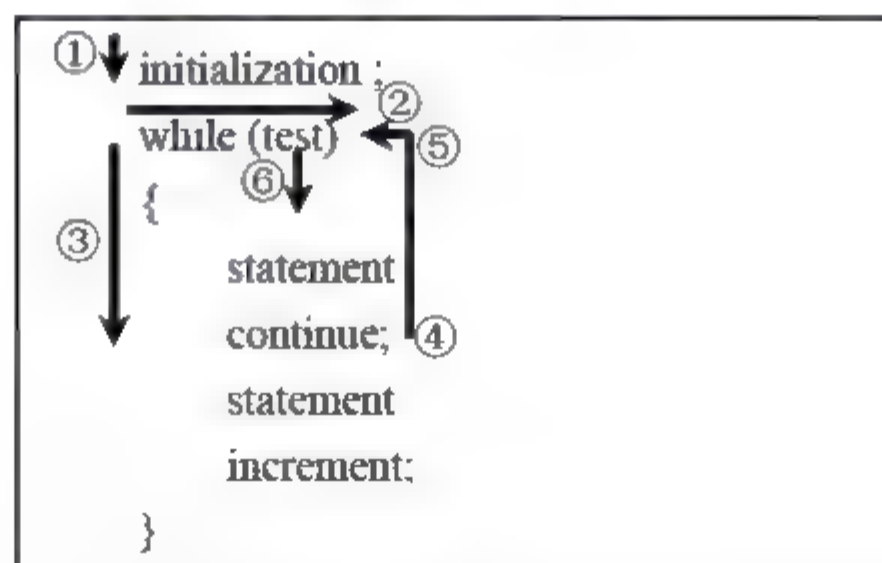 ① initialization ;
②
while (test) ⑤
⑥
{
③
statement
continue; ④
statement
increment;
}